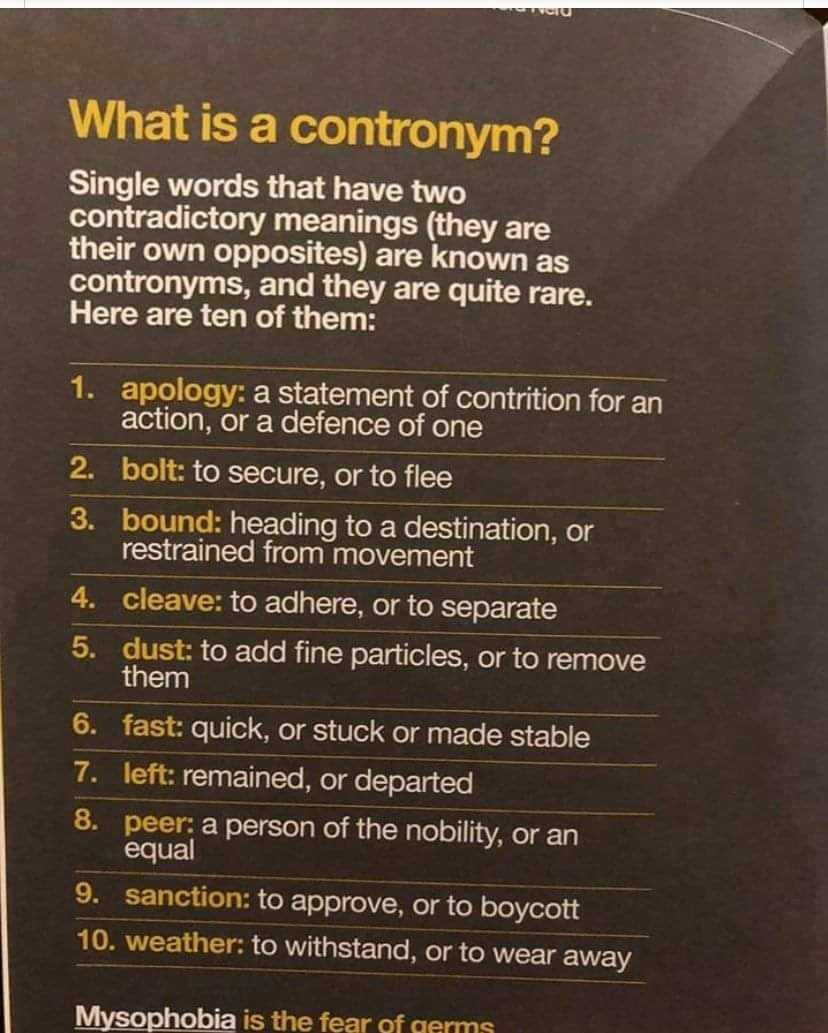 What is a contronym?
Single words that have two
contradictory meanings (they are
their own opposites) are known as
contronyms, and they are quite rare.
Here are ten of them:
1. apology: a statement of contrition for an
action, or a defence of one
2. bolt: to secure, or to flee
3. bound: heading to a destination, or
restrained from movement
4. cleave: to adhere, or to separate
5. dust: to add fine particles, or to remove
them
6. fast: quick, or stuck or made stable
7. left: remained, or departed
8. peer: a person of the nobility, or an
equal
9. sanction: to approve, or to boycott
10. weather: to withstand, or to wear away
Mysophobia is the fear of germs